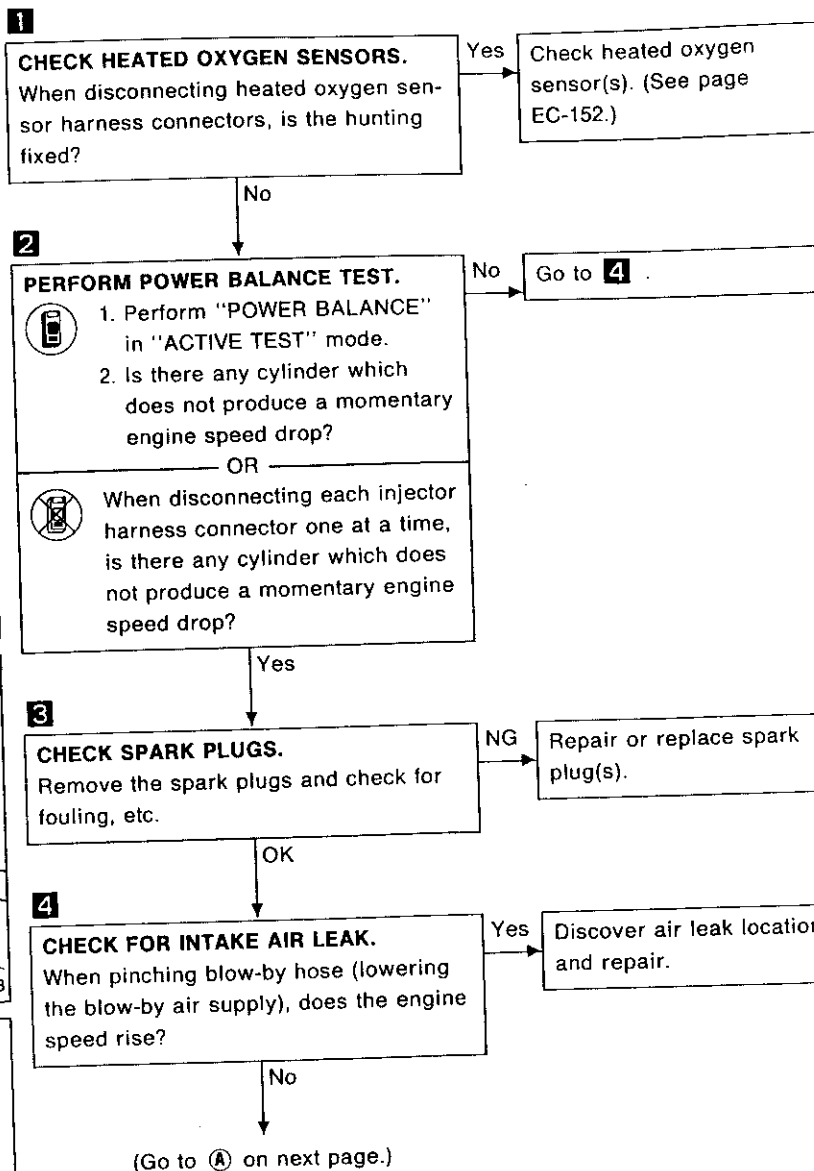 1
CHECK HEATED OXYGEN SENSORS.
When disconnecting heated oxygen sen-
sor harness connectors, is the hunting
fixed?
Yes
Check heated oxygen
sensor(s). (See page
EC-152.)
No
2
PERFORM POWER BALANCE TEST.
1. Perform "POWER BALANCE"
in "ACTIVE TEST" mode.
2. Is there any cylinder which
does not produce a momentary
engine speed drop?
OR
When disconnecting each injector
harness connector one at a time,
is there any cylinder which does
not produce a momentary engine
speed drop?
No
Go to 4 .
Yes
3
CHECK SPARK PLUGS.
Remove the spark plugs and check for
fouling, etc.
NG
Repair or replace spark
plug(s).
OK
4
CHECK FOR INTAKE AIR LEAK.
When pinching blow-by hose (lowering
the blow-by air supply), does the engine
speed rise?
Yes
Discover air leak location
and repair.
No
(Go to Ⓐ on next page.)